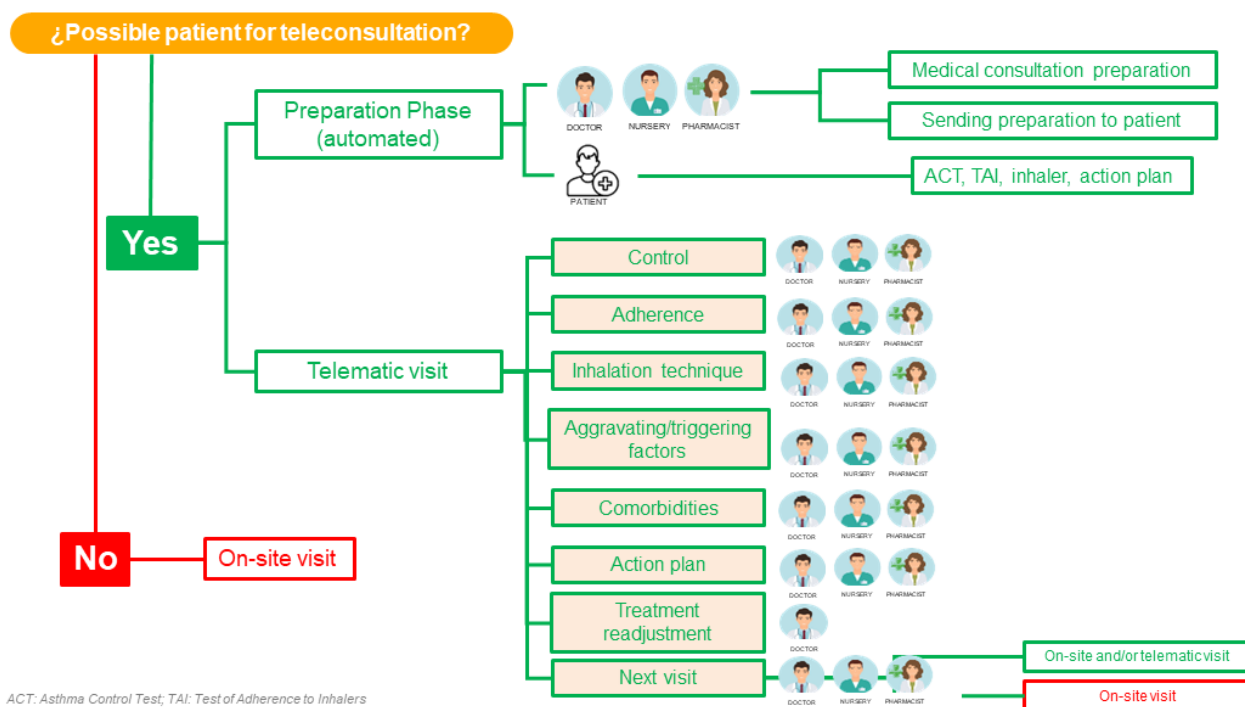 ¿Possible patient for teleconsultation?
Preparation Phase
(automated)
DOCTOR
NURSERY
PHARMACIST
Medical consultation preparation
Sending preparation to patient
PATIENT
ACT, TAI, inhaler, action plan
Yes
Telematic visit
Control
DOCTOR
NURSERY
PHARMACIST
Adherence
DOCTOR
NURSERY
PHARMACIST
Inhalation technique
DOCTOR
NURSERY
PHARMACIST
Aggravating/triggering
factors
DOCTOR
NURSERY
PHARMACIST
Comorbidities
DOCTOR
NURSERY
PHARMACIST
Action plan
DOCTOR
NURSERY
PHARMACIST
Treatment
readjustment
DOCTOR
Next visit
DOCTOR
NURSERY
PHARMACIST
On-site and/or telematic visit
On-site visit
No
On-site visit
ACT: Asthma Control Test; TAI: Test of Adherence to Inhalers